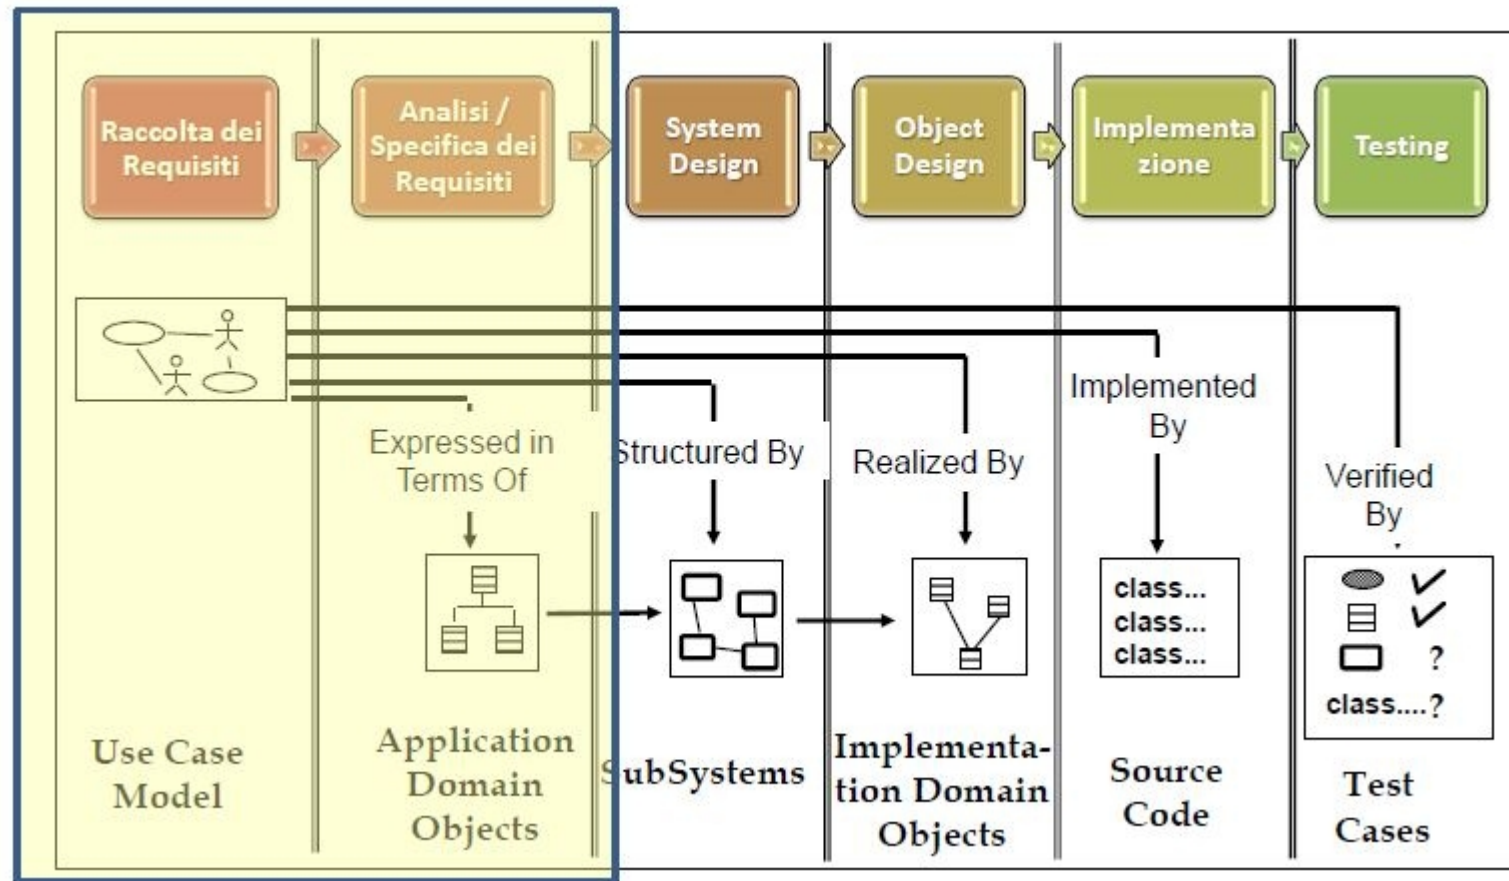 Raccolta dei
Requisiti
Analisi /
Specifica dei
Requisiti
System
Design
Object
Design
Implementa
zione
Testing
Expressed in
Terms Of
Structured By
Realized By
Implemented
By
Verified
By
class...
class...
class...
?
class....?
Use Case
Model
Application
Domain
Objects
SubSystems
Implementa-
tion Domain
Objects
Source
Code
Test
Cases